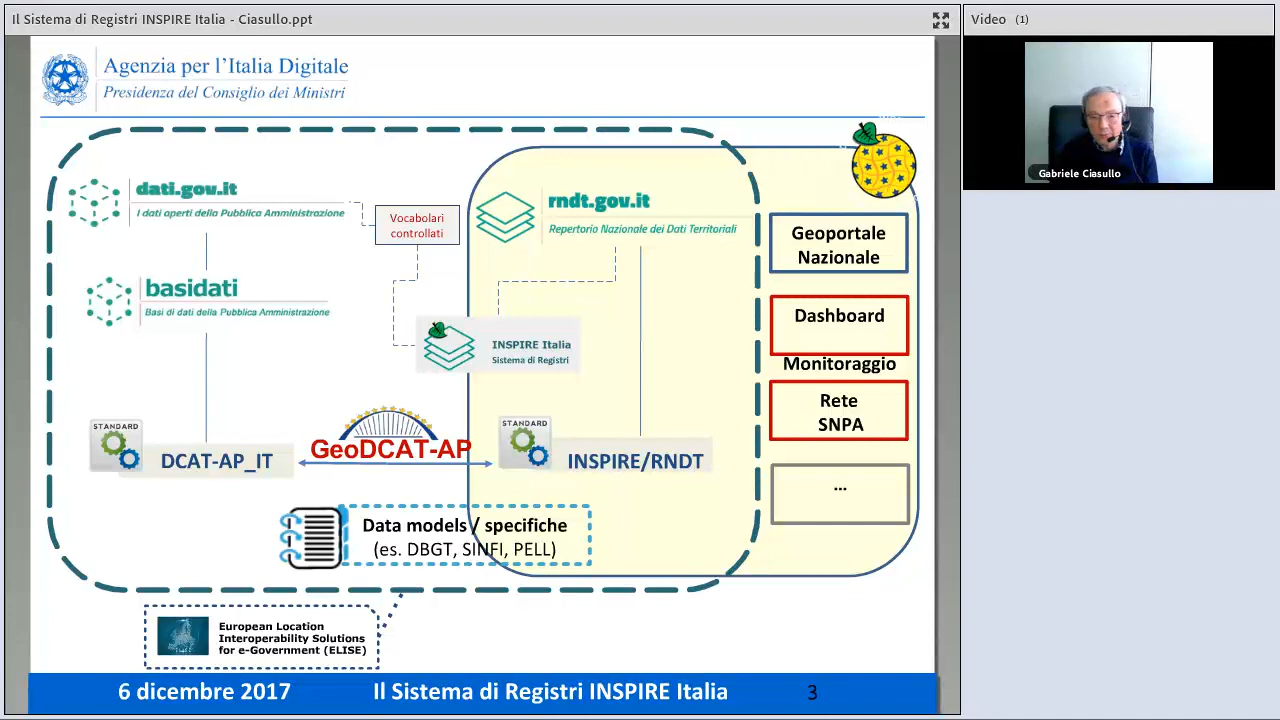 Il Sistema di Registri INSPIRE Italia - Ciasullo.ppt
Video (1)
Agenzia per l'Italia Digitale
Presidenza del Consiglio dei Ministri
Gabriele Ciasullo
dati.gov.it
I dati aperti della Pubblica Amministrazione
Vocabolari
controllati
rndt.gov.it
Repertorio Nazionale dei Dati Territoriali
Geoportale
Nazionale
basidati
Basi di dati della Pubblica Amministrazione
Dashboard
Monitoraggio
INSPIRE Italia
Sistema di Registri
Rete
SNPA
STANDARD
DCAT-AP_IT
GeoDCAT-AP
STANDARD
INSPIRE/RNDT
...
Data models / specifiche
(es. DBGT, SINFI, PELL)
European Location
Interoperability Solutions
for e-Government (ELISE)
6 dicembre 2017
Il Sistema di Registri INSPIRE Italia
3